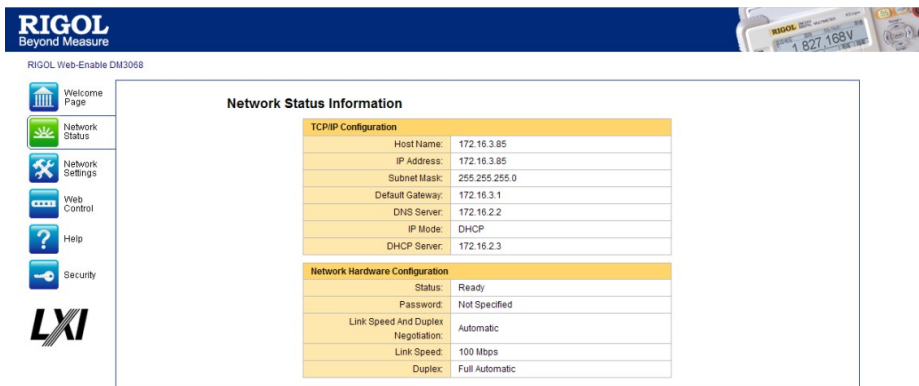 RIGOL
Beyond Measure
RIGOL
1.827,168V
RIGOL Web-Enable DM3068
Welcome
Page
Network
Status
Network
Settings
Web
Control
Help
Security
LXI
Network Status Information
TCP/IP Configuration
Host Name: 172.16.3.85
IP Address: 172.16.3.85
Subnet Mask: 255.255.255.0
Default Gateway: 172.16.3.1
DNS Server: 172.16.2.2
IP Mode: DHCP
DHCP Server: 172.16.2.3
Network Hardware Configuration
Status: Ready
Password: Not Specified
Link Speed And Duplex
Negotiation: Automatic
Link Speed: 100 Mbps
Duplex: Full Automatic